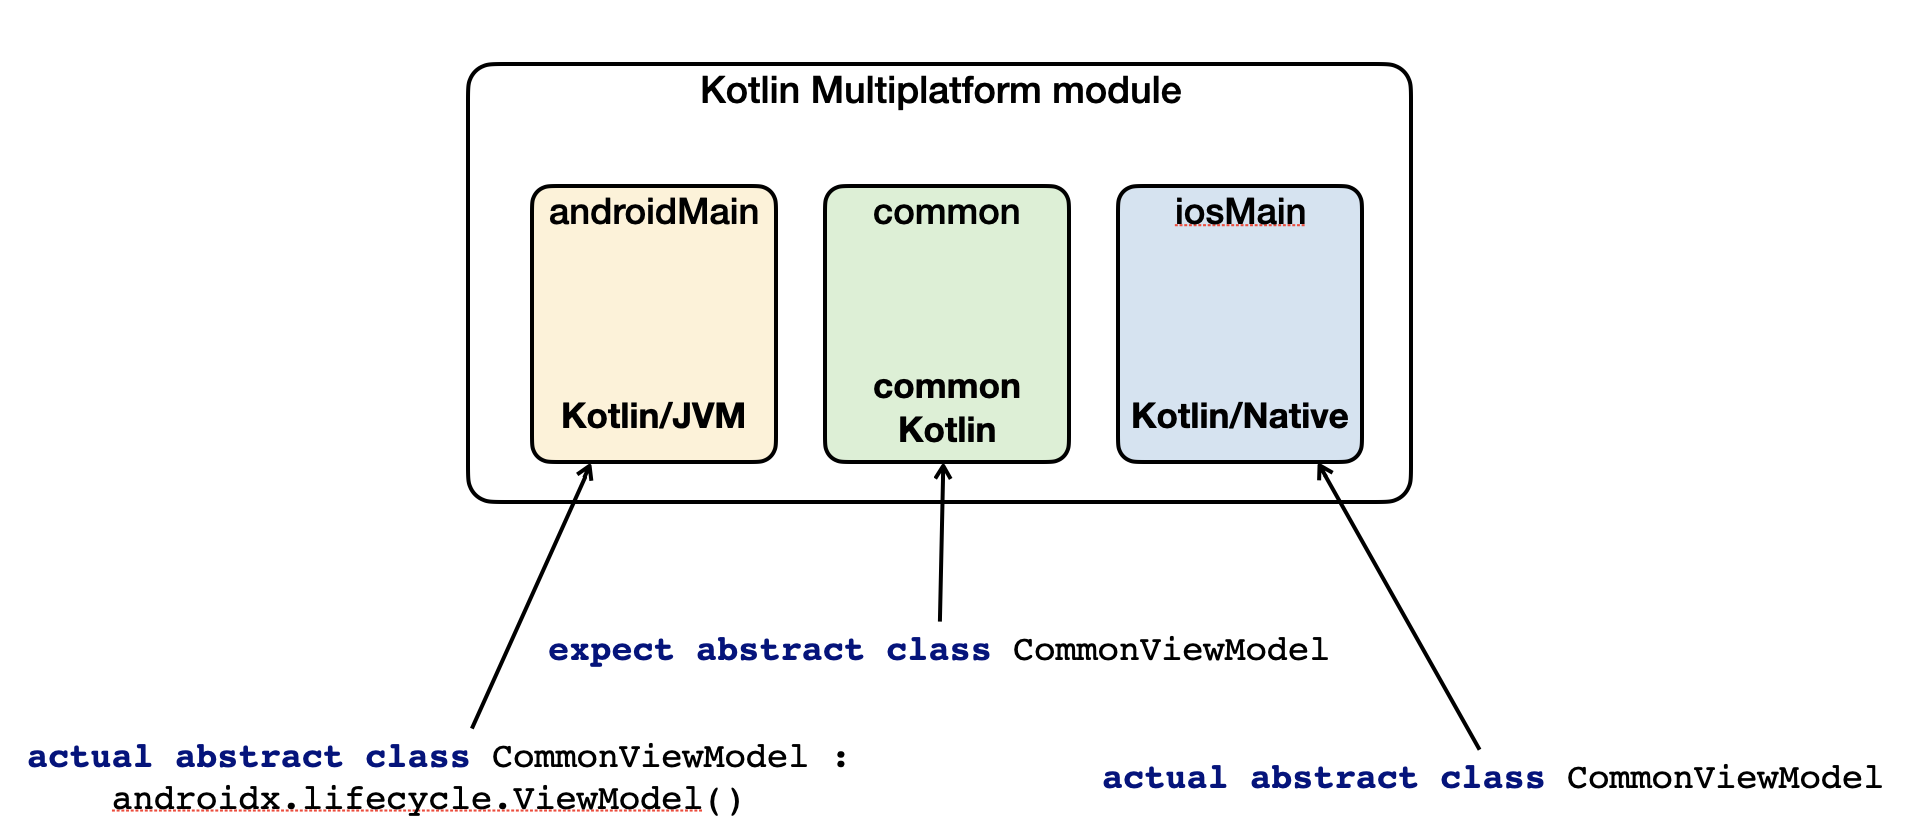 Kotlin Multiplatform module
androidMain
common
iosMain
common
Kotlin
Kotlin/JVM
Kotlin/Native
expect abstract class CommonViewModel
actual abstract class CommonViewModel :
androidx.lifecycle.ViewModel()
actual abstract class CommonViewModel